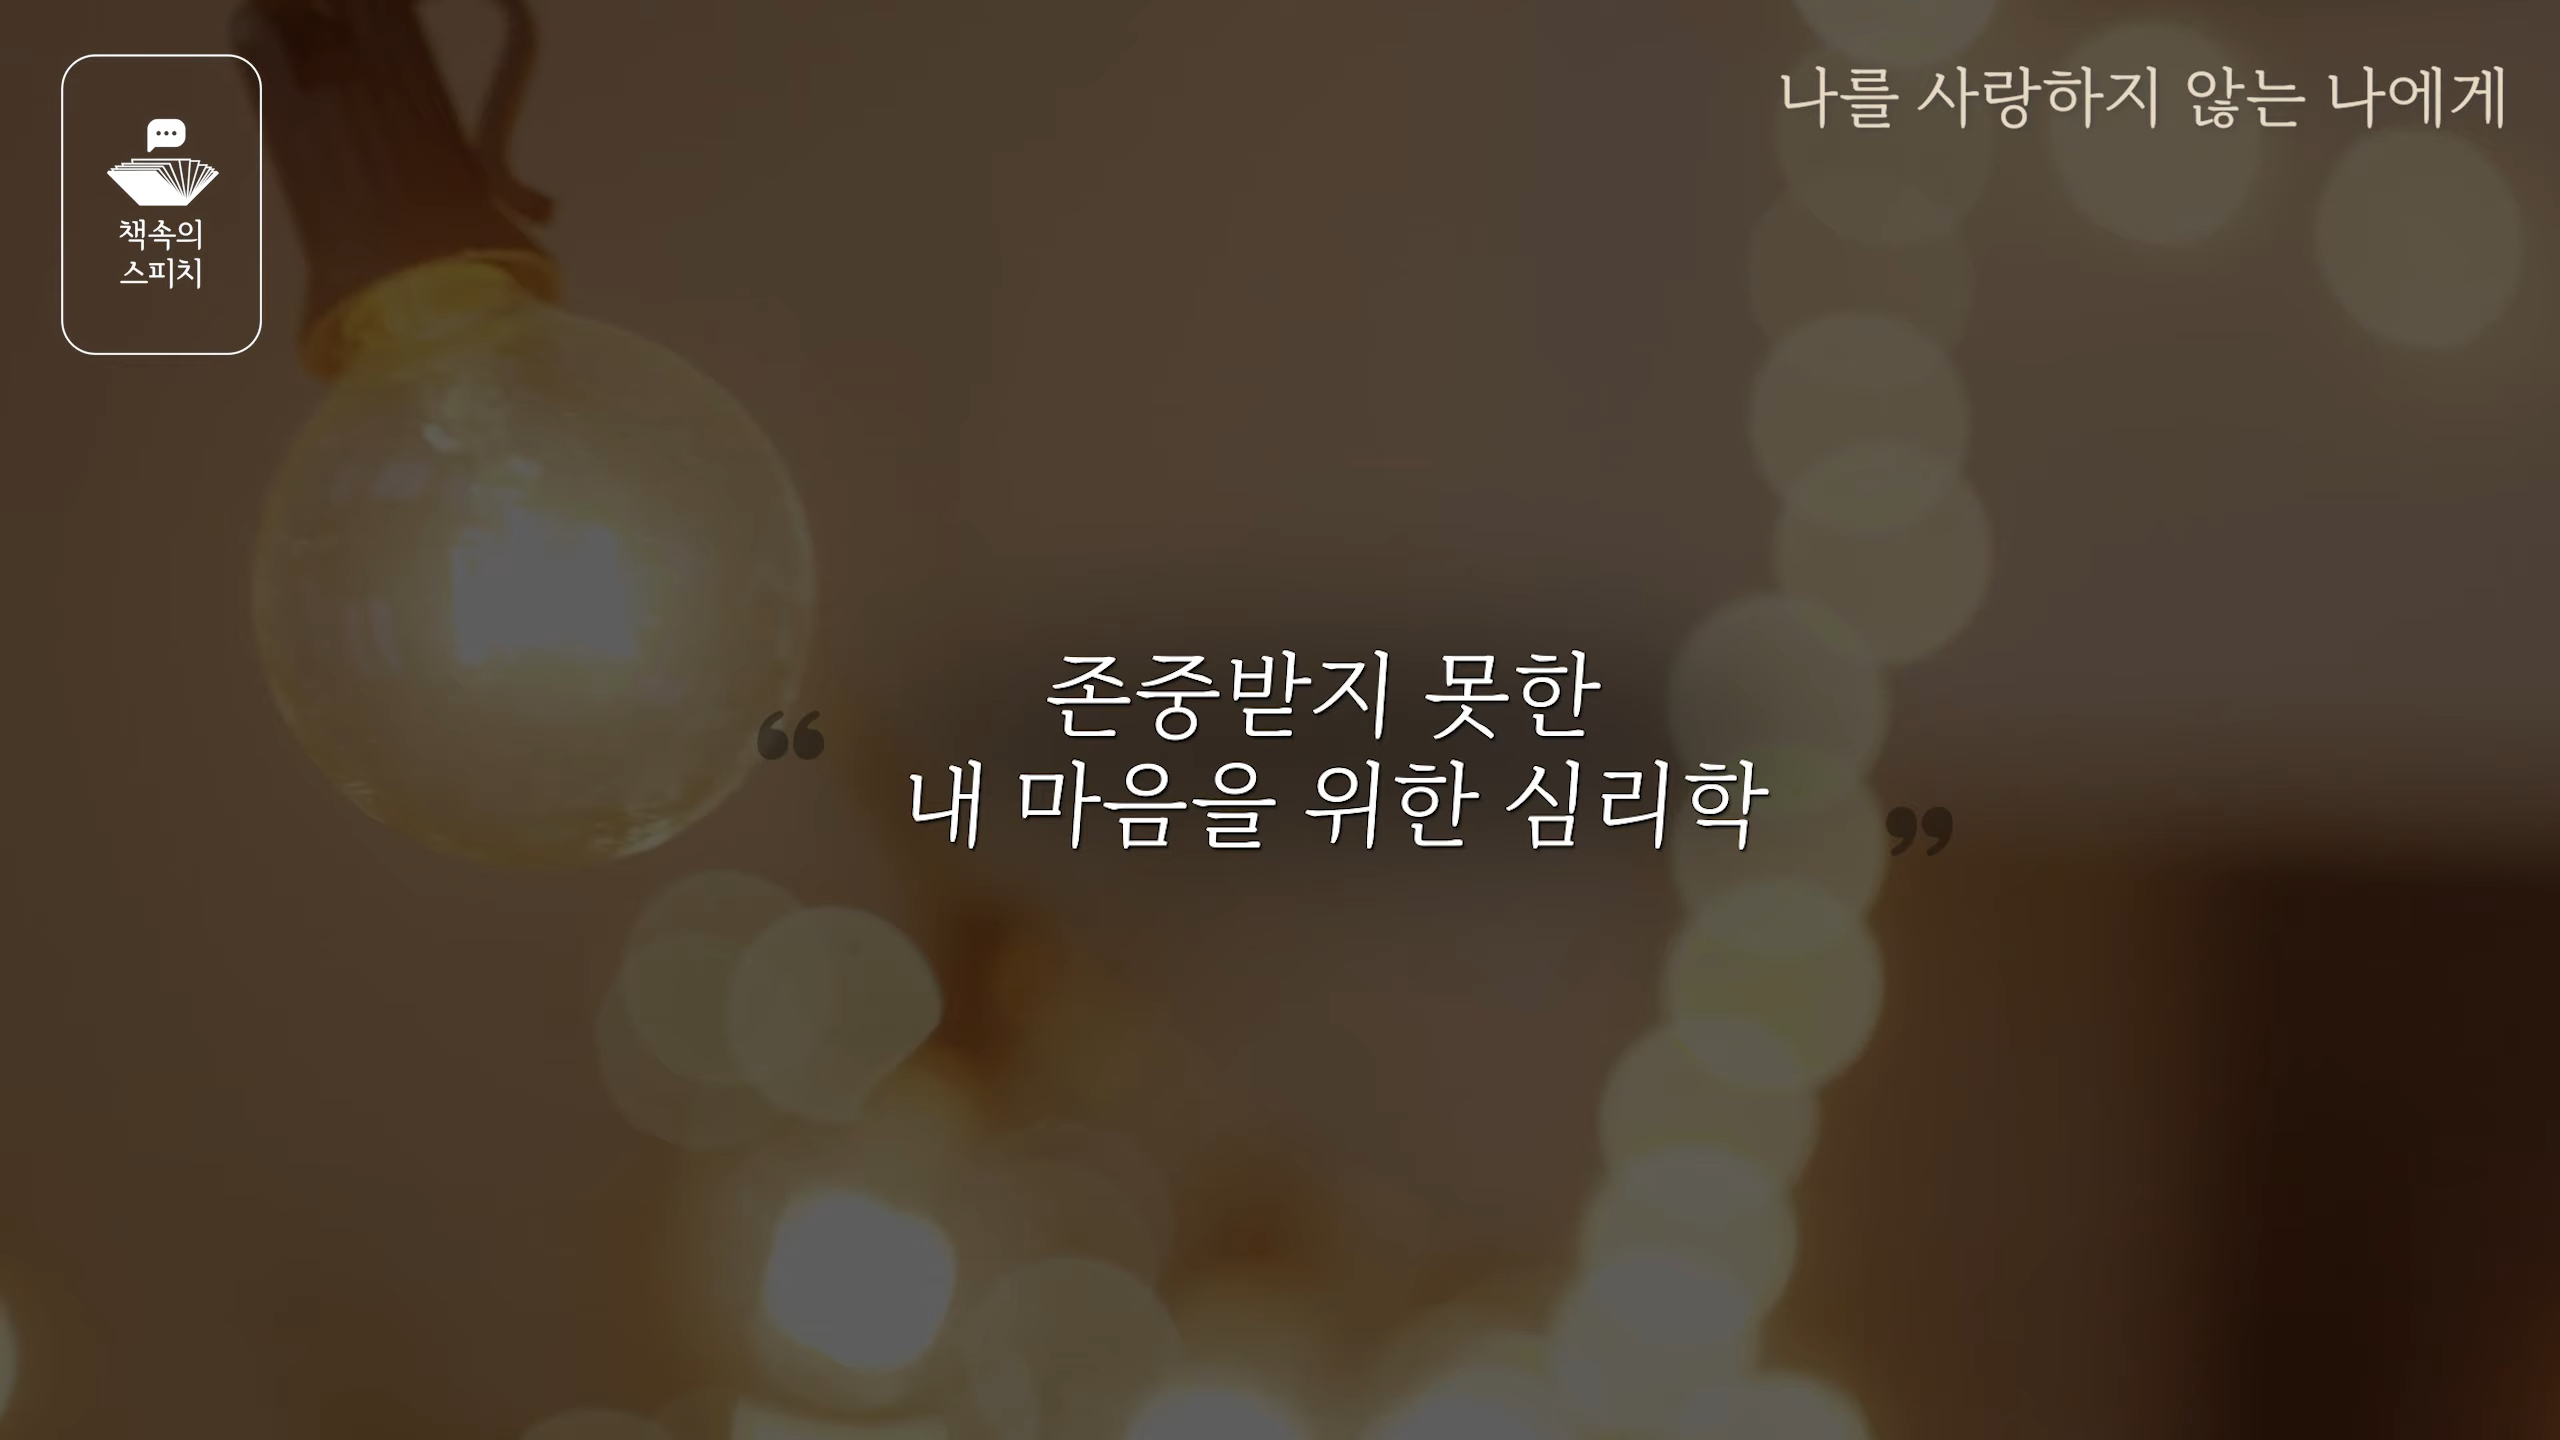 책속의
스피치
나를 사랑하지 않는 나에게
“ 존중받지 못한
내 마음을 위한 심리학 ”